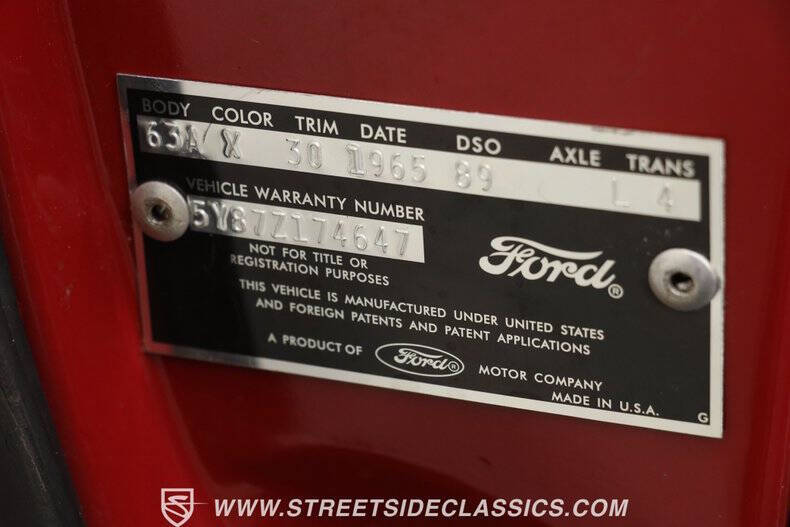 BODY COLOR TRIM DATE DSO AXLE TRANS
63A X 30 1965 89 L 4
VEHICLE WARRANTY NUMBER
5Y87Z174647
NOT FOR TITLE OR
REGISTRATION PURPOSES
Ford®
THIS VEHICLE IS MANUFACTURED UNDER UNITED STATES
AND FOREIGN PATENTS AND PATENT APPLICATIONS
A PRODUCT OF Ford® MOTOR COMPANY
MADE IN U.S.A. G
WWW.STREETSIDECLASSICS.COM